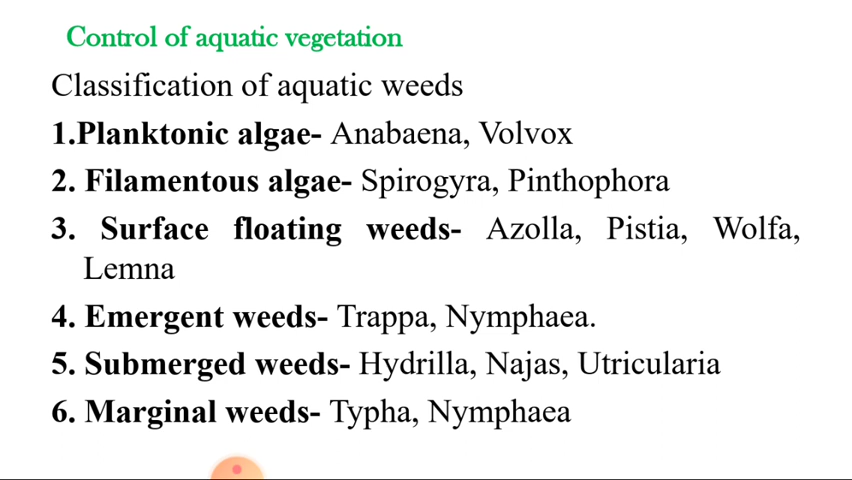 Control of aquatic vegetation
Classification of aquatic weeds
1.Planktonic algae- Anabaena, Volvox
2. Filamentous algae- Spirogyra, Pinthophora
3. Surface floating weeds- Azolla, Pistia, Wolfa,
Lemna
4. Emergent weeds- Trappa, Nymphaea.
5. Submerged weeds- Hydrilla, Najas, Utricularia
6. Marginal weeds- Typha, Nymphaea